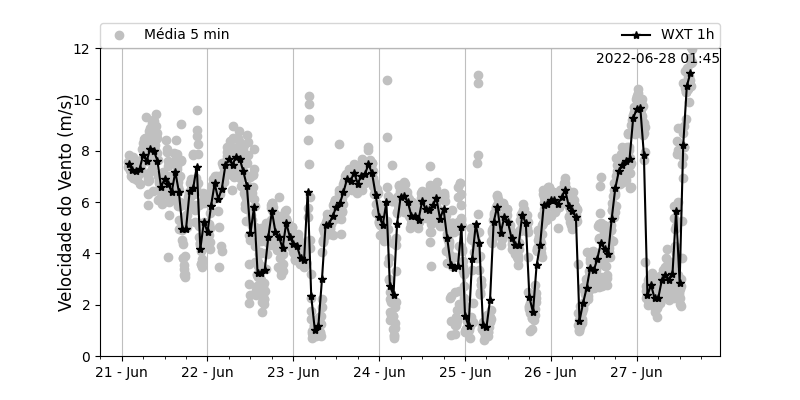 Média 5 min
WXT 1h
2022-06-28 01:45
Velocidade do Vento (m/s)
12
10
8
6
4
2
0
21 - Jun
22 - Jun
23 - Jun
24 - Jun
25 - Jun
26 - Jun
27 - Jun